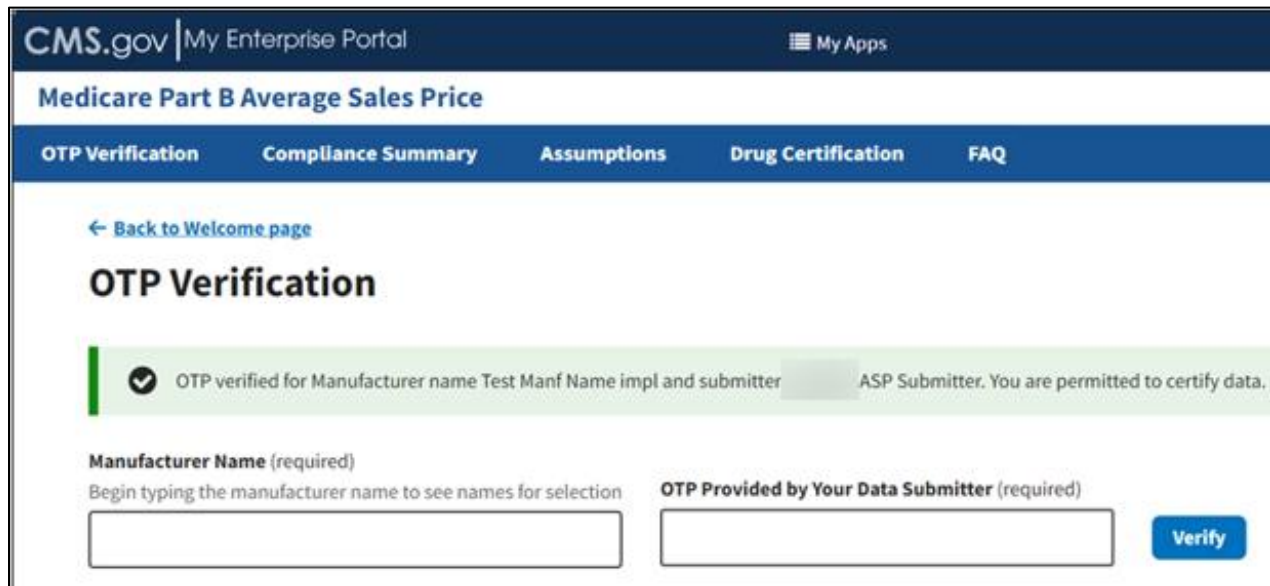 CMS.gov My Enterprise Portal My Apps
Medicare Part B Average Sales Price
OTP Verification Compliance Summary Assumptions Drug Certification FAQ
← Back to Welcome page
OTP Verification
OTP verified for Manufacturer name Test Manf Name impl and submitter ASP Submitter. You are permitted to certify data.
Manufacturer Name (required)
Begin typing the manufacturer name to see names for selection
OTP Provided by Your Data Submitter (required)
Verify